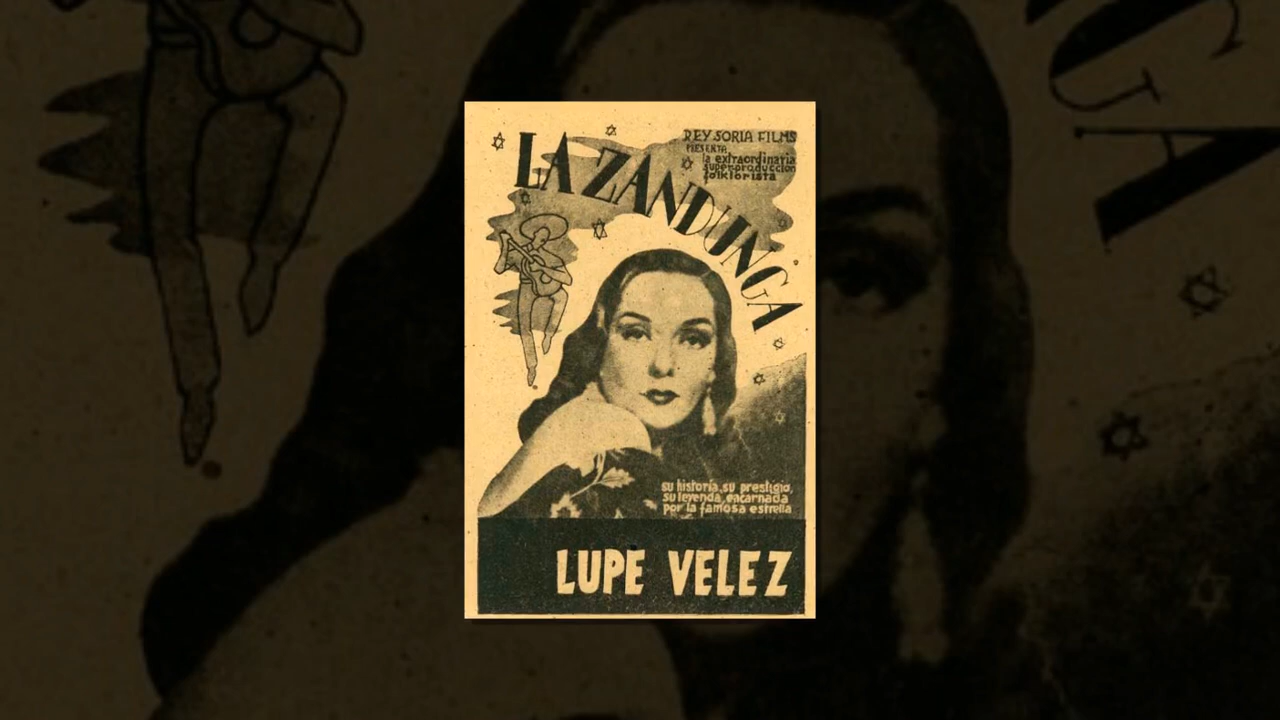 LA ZANDUNGA
REY SORIA FILMS
PRESENTA
la extraordinaria
superproduccion
folklorista
su historia, su prestigio,
su leyenda, encarnada
por la famosa estrella
LUPE VELEZ